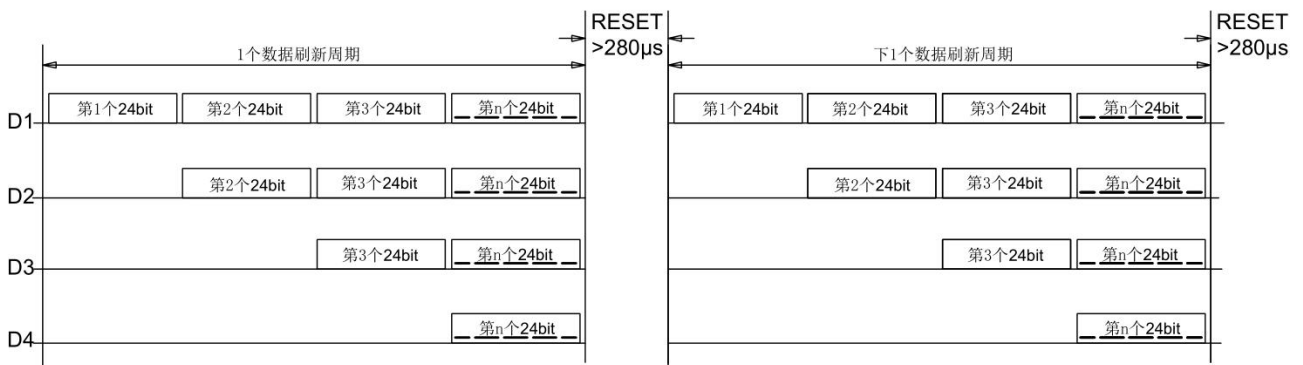 RESET
>280μs
RESET
>280μs
1个数据刷新周期
下1个数据刷新周期
D1 第1个24bit 第2个24bit 第3个24bit 第n个24bit 第1个24bit 第2个24bit 第3个24bit 第n个24bit
D2 第2个24bit 第3个24bit 第n个24bit 第2个24bit 第3个24bit 第n个24bit
D3 第3个24bit 第n个24bit 第3个24bit 第n个24bit
D4 第n个24bit 第n个24bit